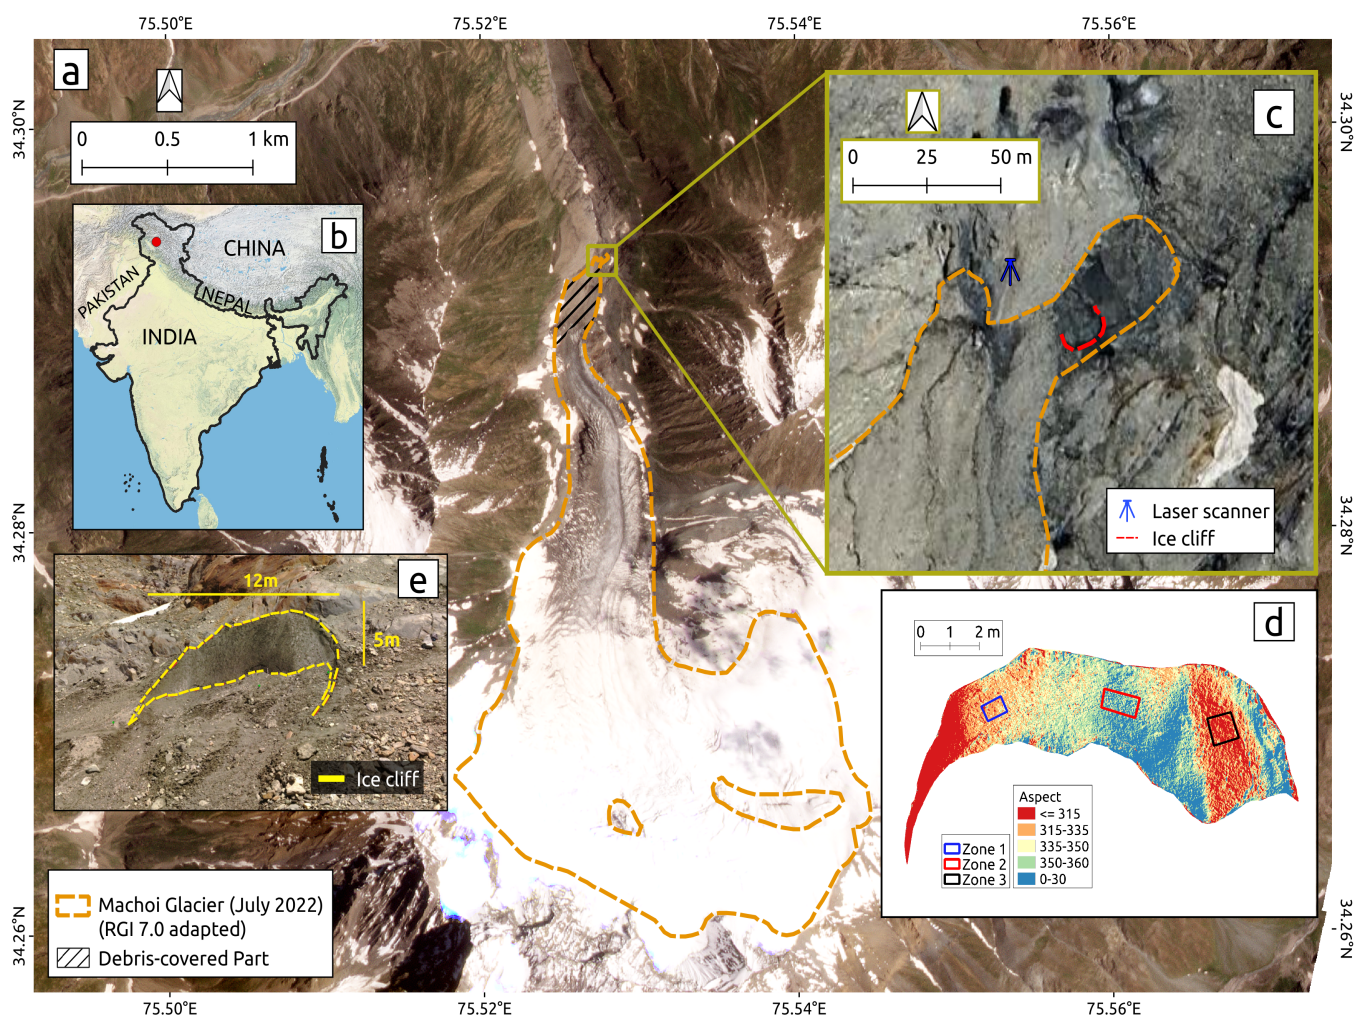 75.50°E 75.52°E 75.54°E 75.56°E
34.30°N
34.30°N
a
0 0.5 1 km
b
CHINA
PAKISTAN
NEPAL
INDIA
c
0 25 50 m
Laser scanner
Ice cliff
34.28°N
34.28°N
e
12m
5m
Ice cliff
d
0 1 2 m
Aspect
<= 315
315-335
335-350
350-360
0-30
Zone 1
Zone 2
Zone 3
Machoi Glacier (July 2022)
(RGI 7.0 adapted)
Debris-covered Part
34.26°N
34.26°N
75.50°E 75.52°E 75.54°E 75.56°E